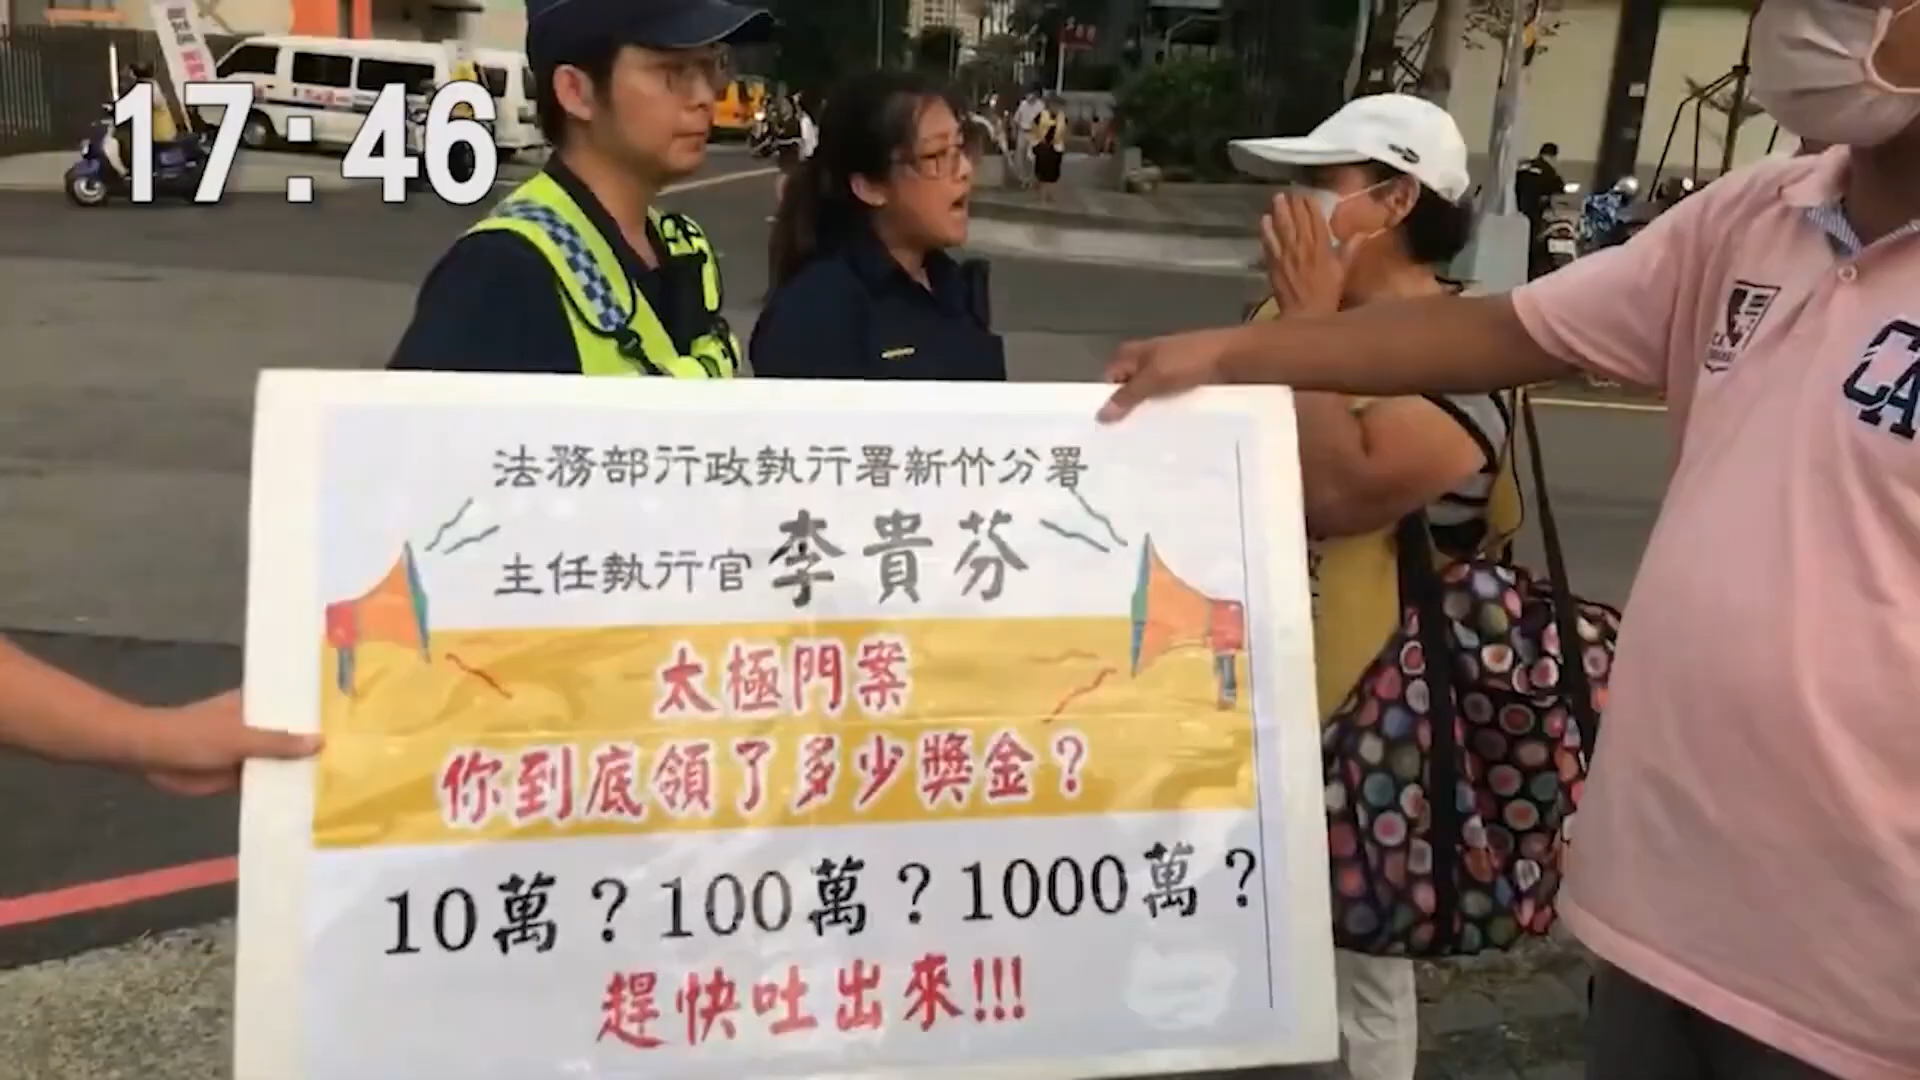 17:46
法務部行政執行署新竹分署
主任執行官李貴芬
太極門案
你到底領了多少獎金?
10萬?100萬?1000萬?
趕快吐出來!!!
CA